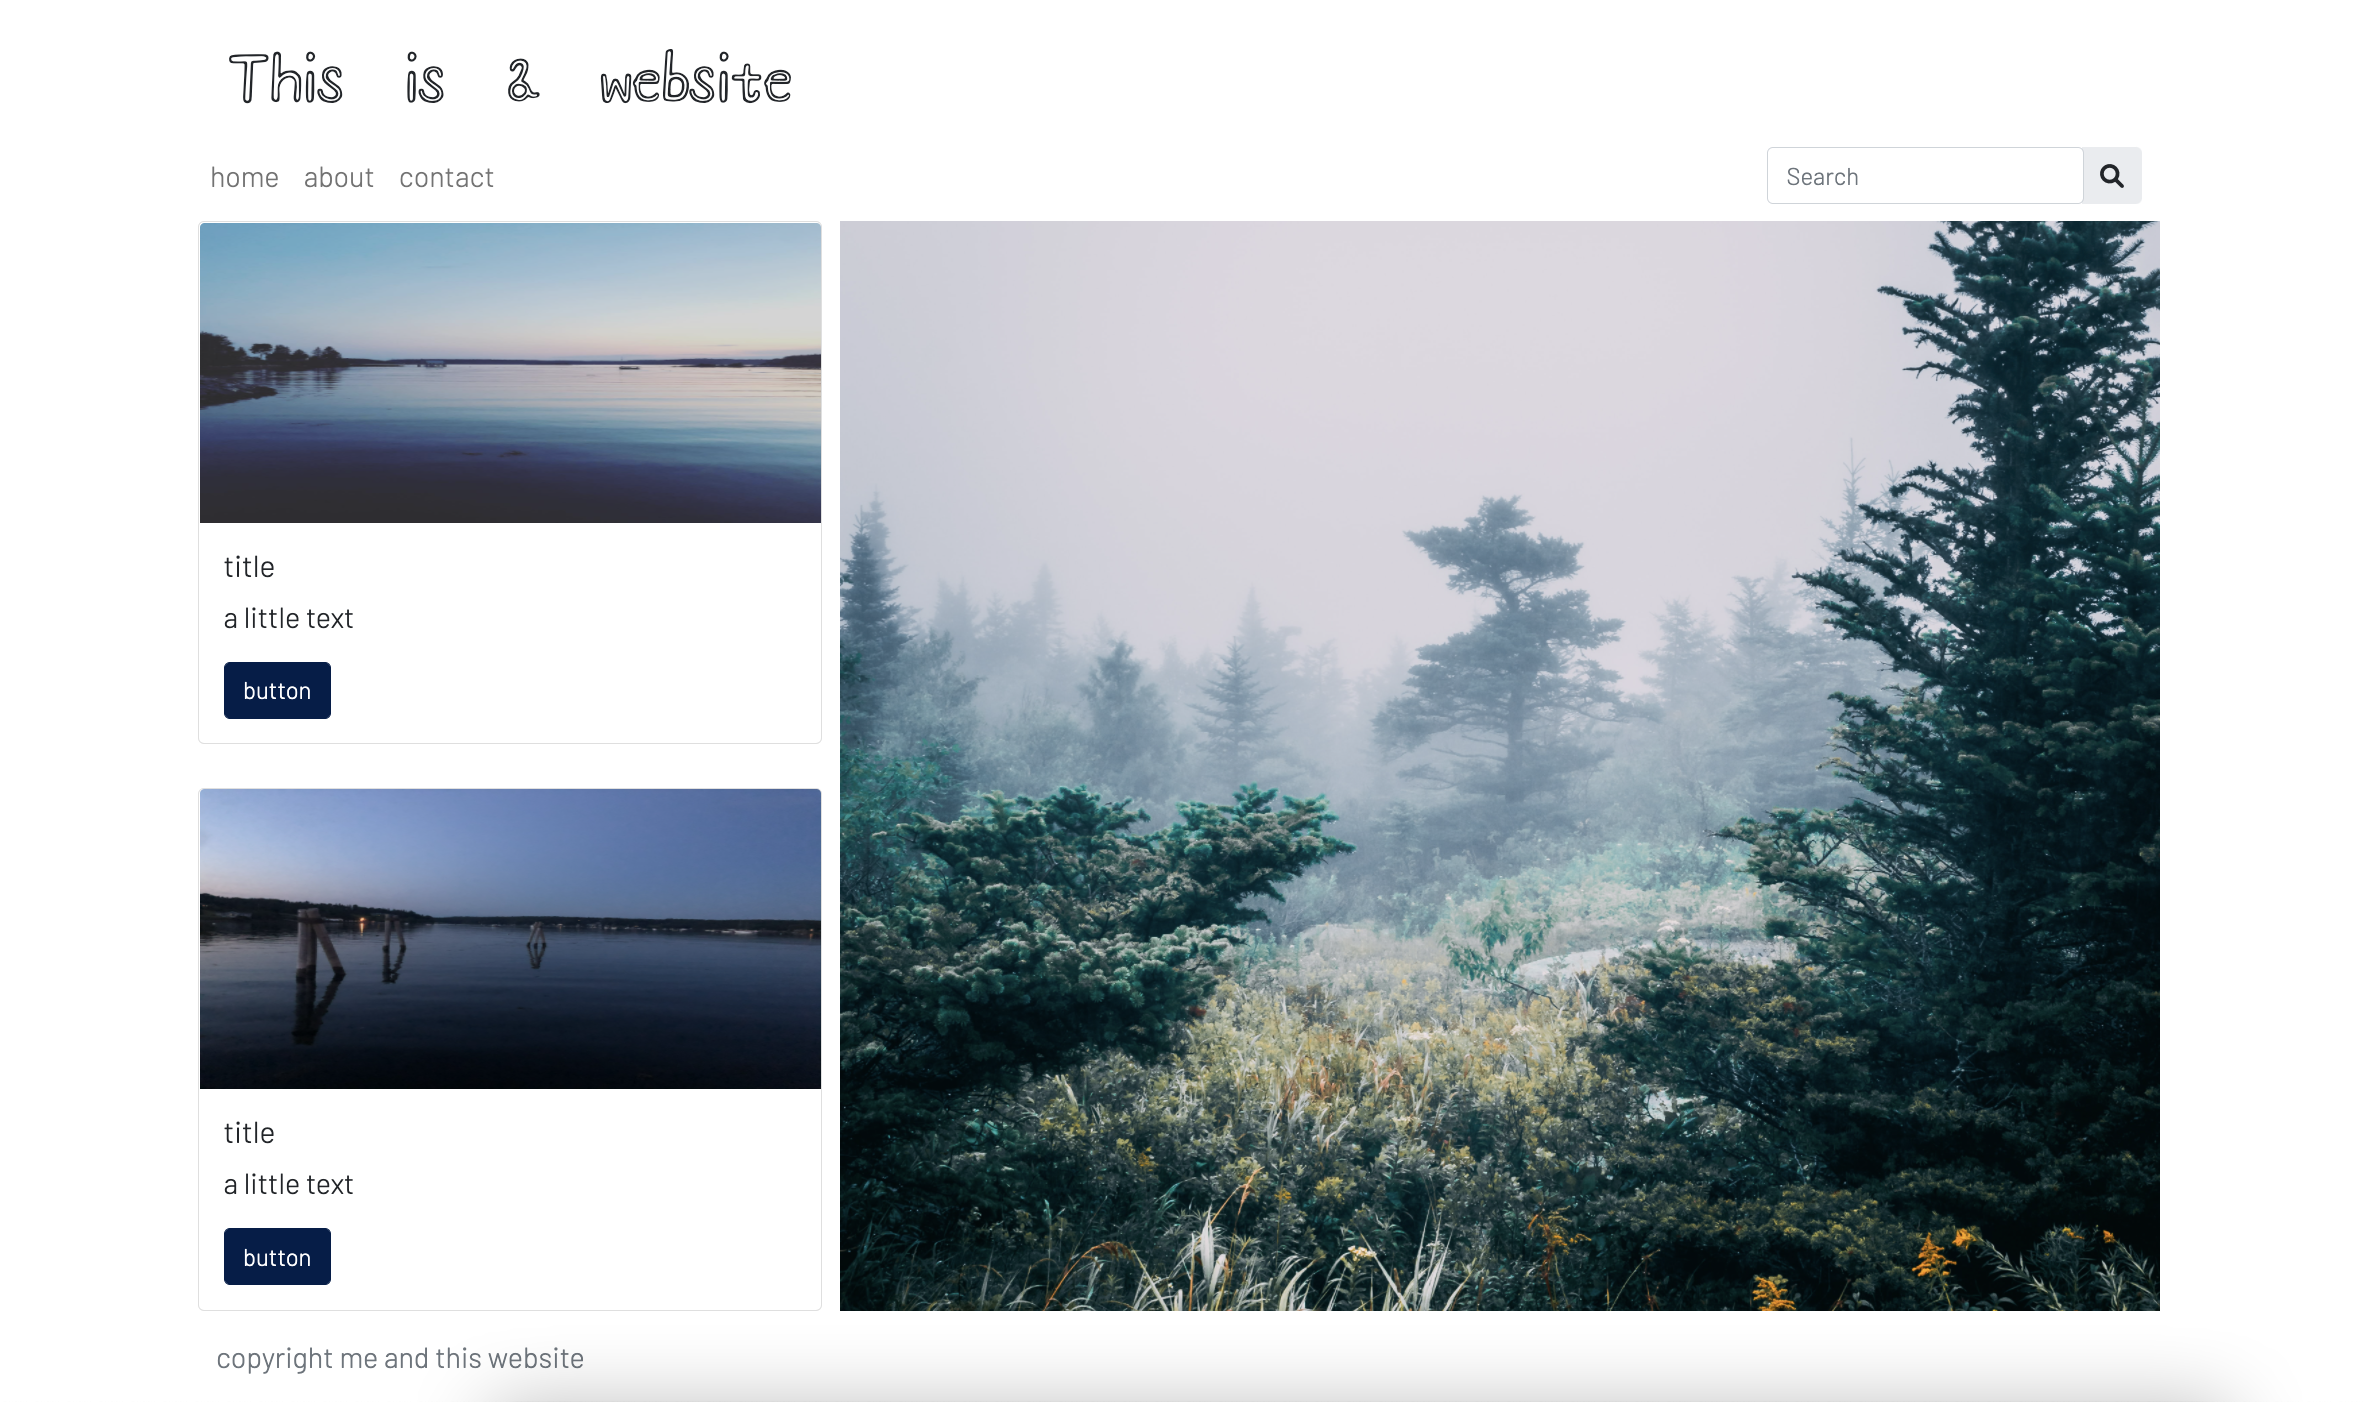 This is a website
home about contact
Search
title
a little text
button
title
a little text
button
copyright me and this website